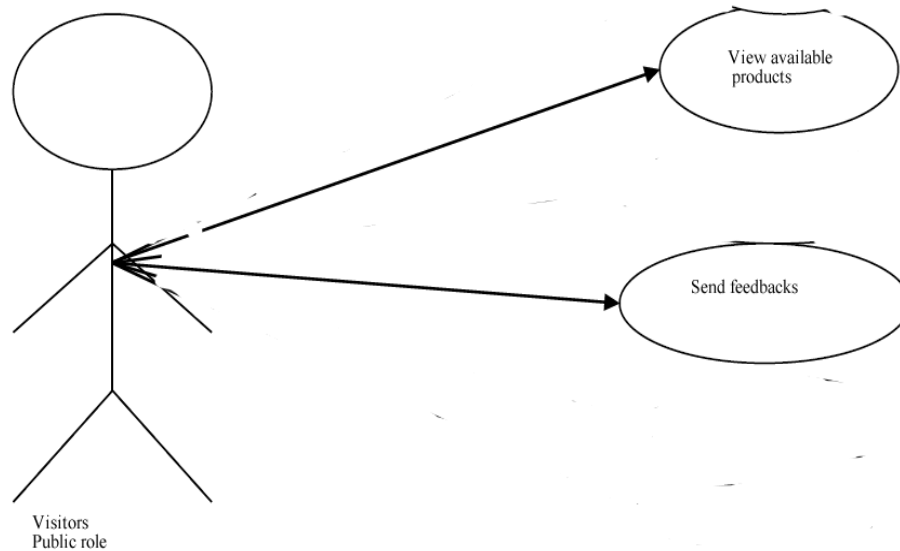 View available
products
Send feedbacks
Visitors
Public role